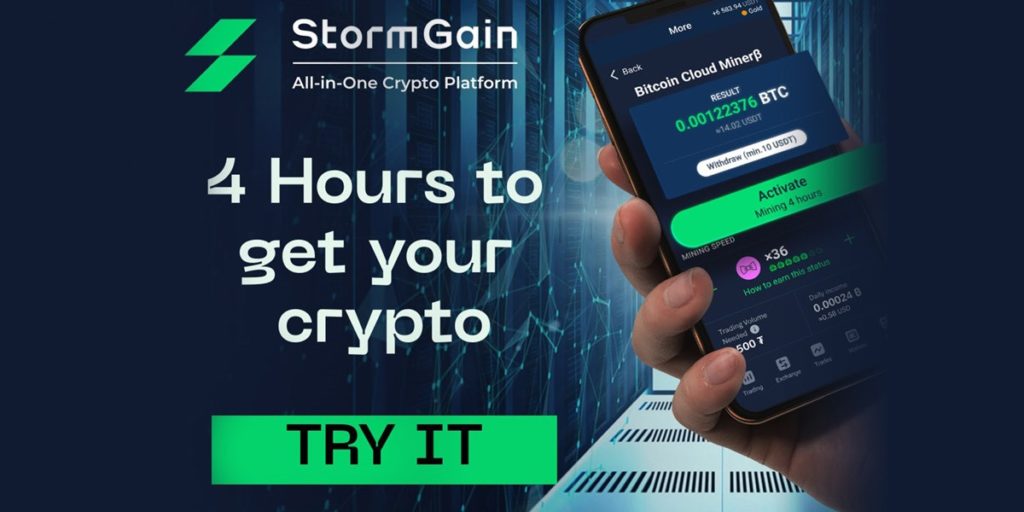 StormGain
All-in-One Crypto Platform
4 Hours to
get your
crypto
TRY IT
+6 583.94 USDT
Gold
More
Back
Bitcoin Cloud Minerβ
RESULT
0.00122376 BTC
≈14.02 USDT
Withdraw (min.10 USDT)
Activate
Mining 4 hours
MINING SPEED
×36
How to earn this status
Trading Volume
Needed
500 ₮
Daily Income:
0.00024 B
≈0.58 USD
Trading
Exchange
Trades